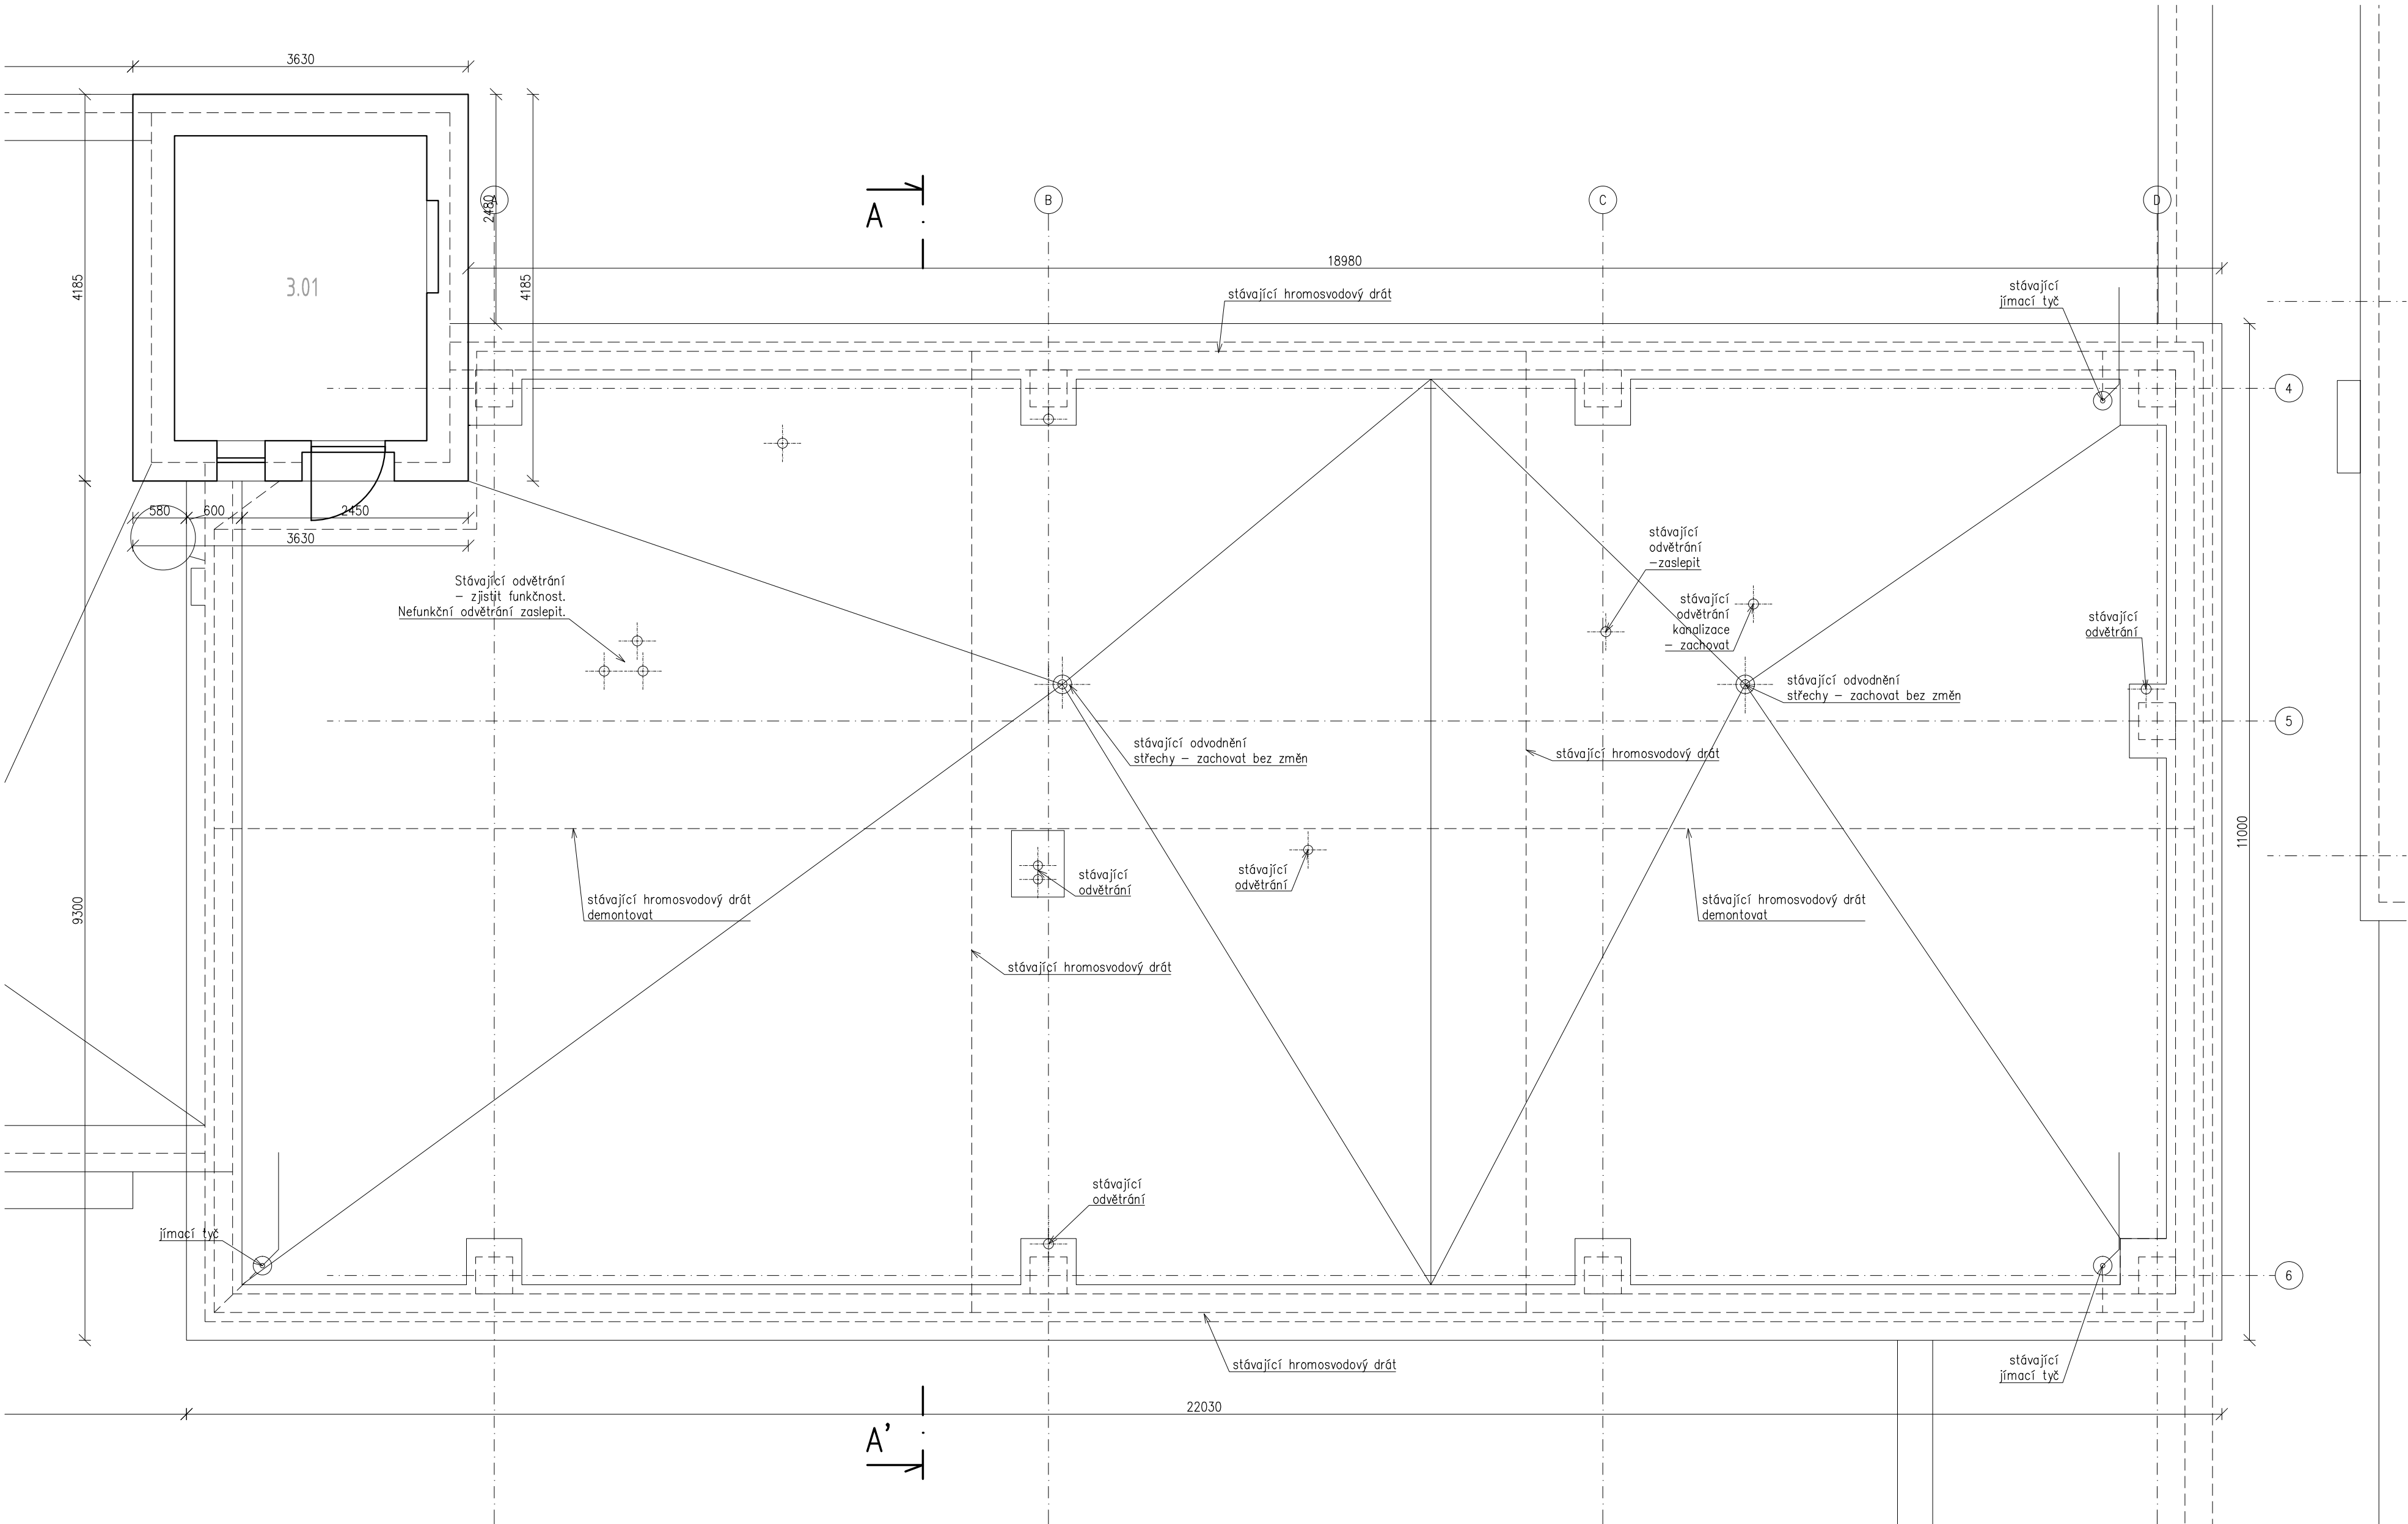 3630
A
B
C
D
2480
A
4185
4185
3.01
18980
stávající hromosvodový drát
stávající
jímací tyč
4
580
600
2450
3630
stávající
odvětrání
-zaslepit
Stávající odvětrání
- zjistit funkčnost.
Nefunkční odvětrání zaslepit.
stávající
odvětrání
kanalizace
- zachovat
stávající
odvětrání
stávající odvodnění
střechy - zachovat bez změn
5
stávající odvodnění
střechy - zachovat bez změn
stávající hromosvodový drát
11000
stávající
odvětrání
stávající
odvětrání
9300
stávající hromosvodový drát
demontovat
stávající hromosvodový drát
demontovat
stávající hromosvodový drát
stávající
odvětrání
jímací tyč
6
stávající hromosvodový drát
stávající
jímací tyč
22030
A'